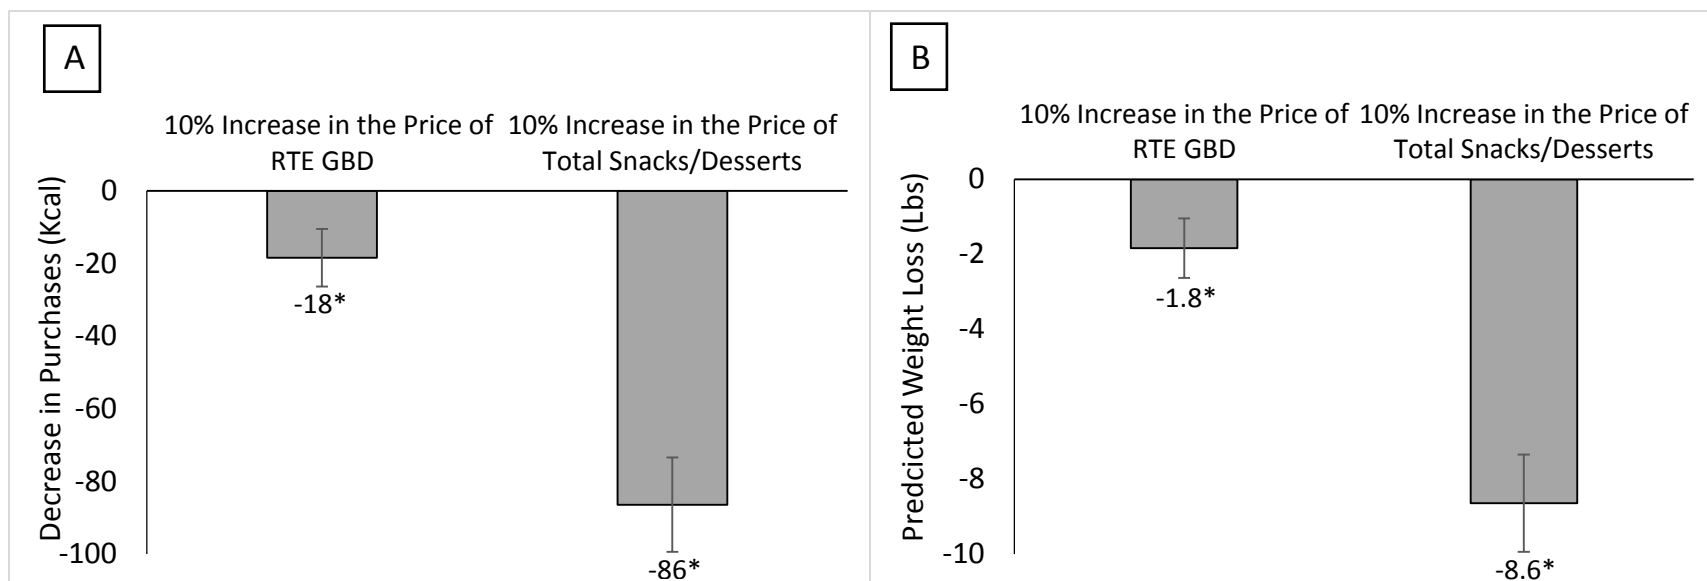 A
10% Increase in the Price of
RTE GBD
10% Increase in the Price of
Total Snacks/Desserts
Decrease in Purchases (Kcal)
0
-20
-40
-60
-80
-100
-18*
-86*
B
10% Increase in the Price of
RTE GBD
10% Increase in the Price of
Total Snacks/Desserts
Predcicted Weight Loss (Lbs)
0
-2
-4
-6
-8
-10
-1.8*
-8.6*